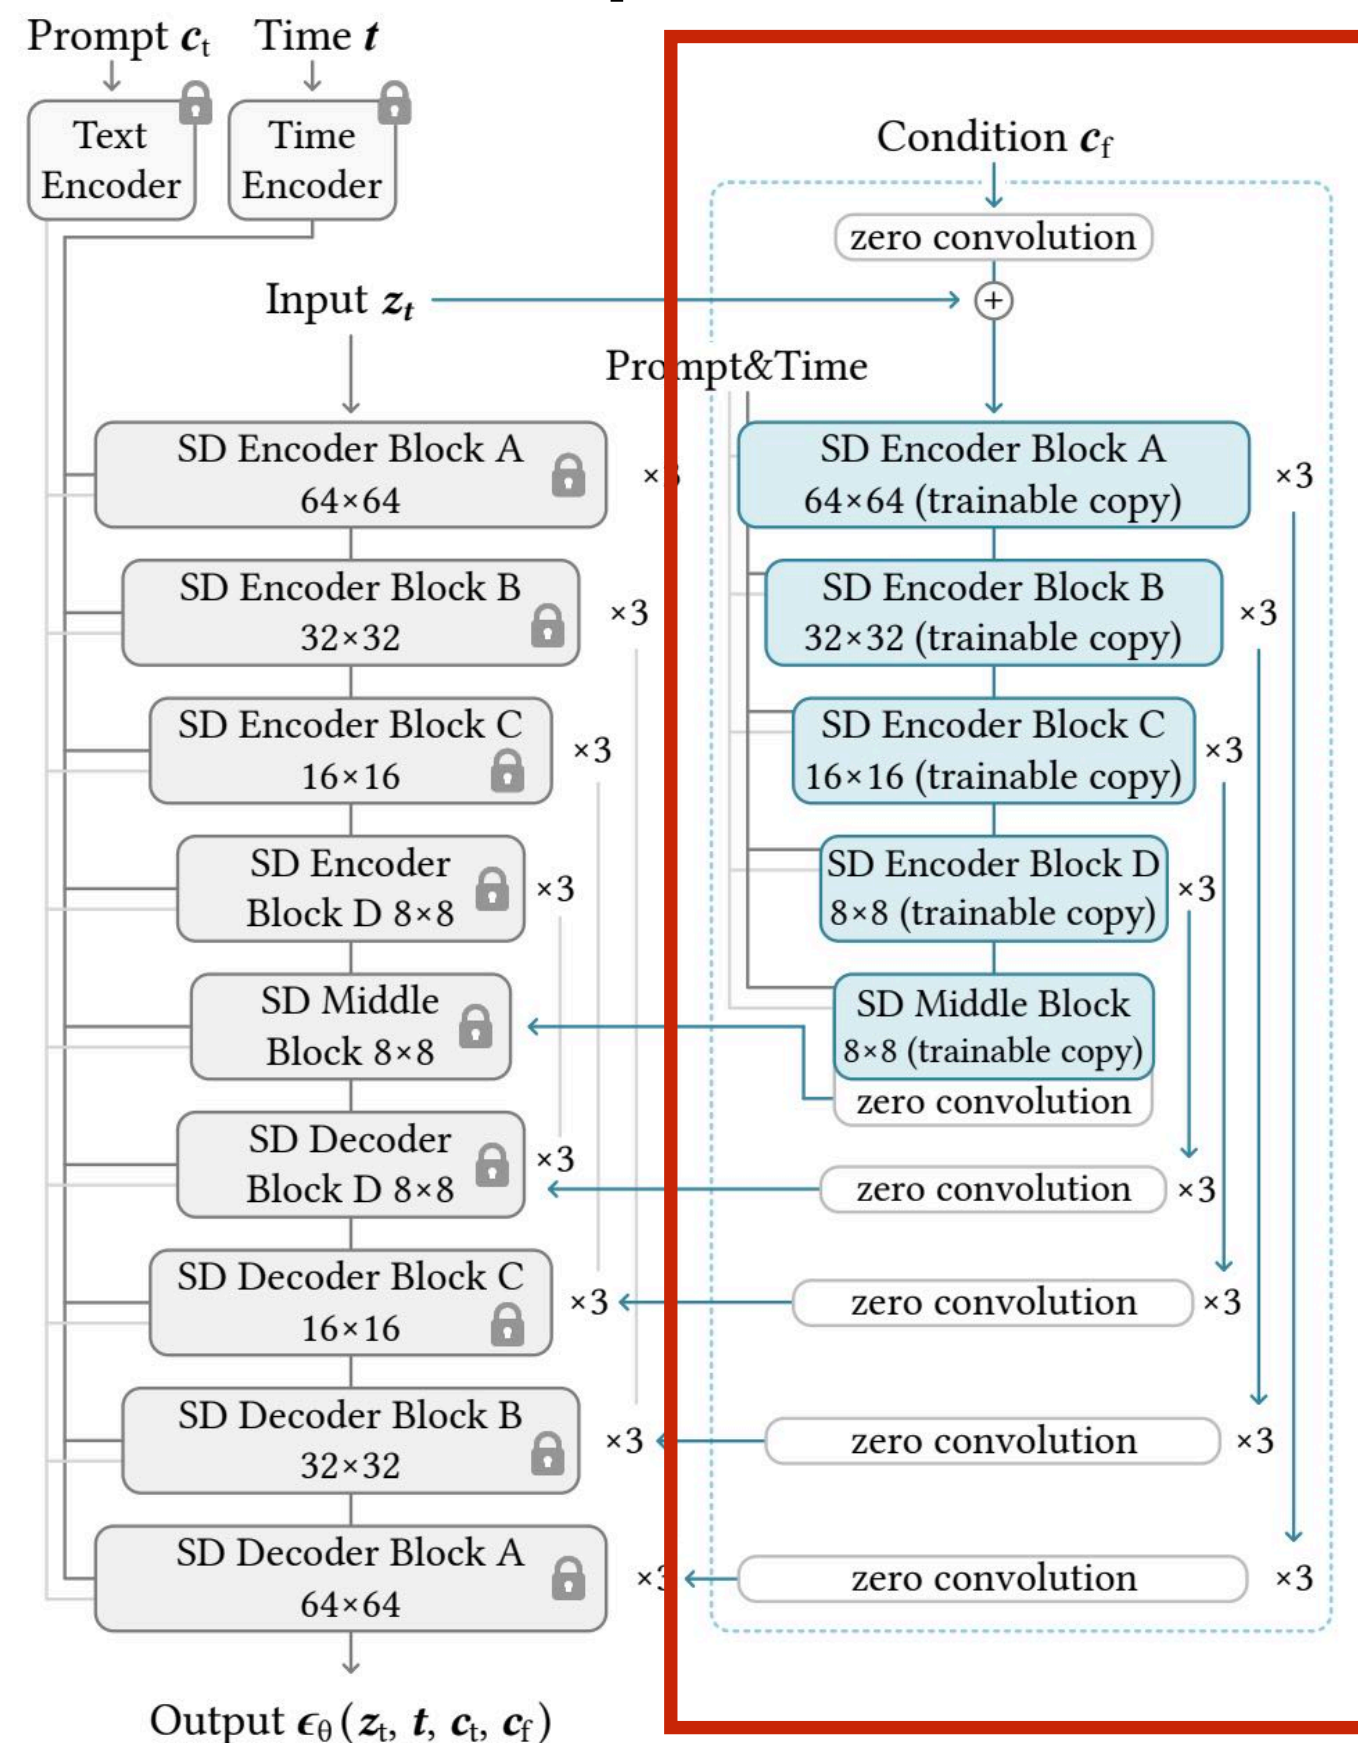 Prompt cₜ
Time t
Text
Encoder
Time
Encoder
Condition c_f
zero convolution
Input zₜ
+
Prompt&Time
SD Encoder Block A
64×64
×3
SD Encoder Block A
64×64 (trainable copy)
×3
SD Encoder Block B
32×32
×3
SD Encoder Block B
32×32 (trainable copy)
×3
SD Encoder Block C
16×16
×3
SD Encoder Block C
16×16 (trainable copy)
×3
SD Encoder
Block D 8×8
×3
SD Encoder Block D
8×8 (trainable copy)
×3
SD Middle
Block 8×8
SD Middle Block
8×8 (trainable copy)
zero convolution
SD Decoder
Block D 8×8
×3
zero convolution
×3
SD Decoder Block C
16×16
×3
zero convolution
×3
SD Decoder Block B
32×32
×3
zero convolution
×3
SD Decoder Block A
64×64
×3
zero convolution
×3
Output ϵ_θ(zₜ, t, cₜ, c_f)